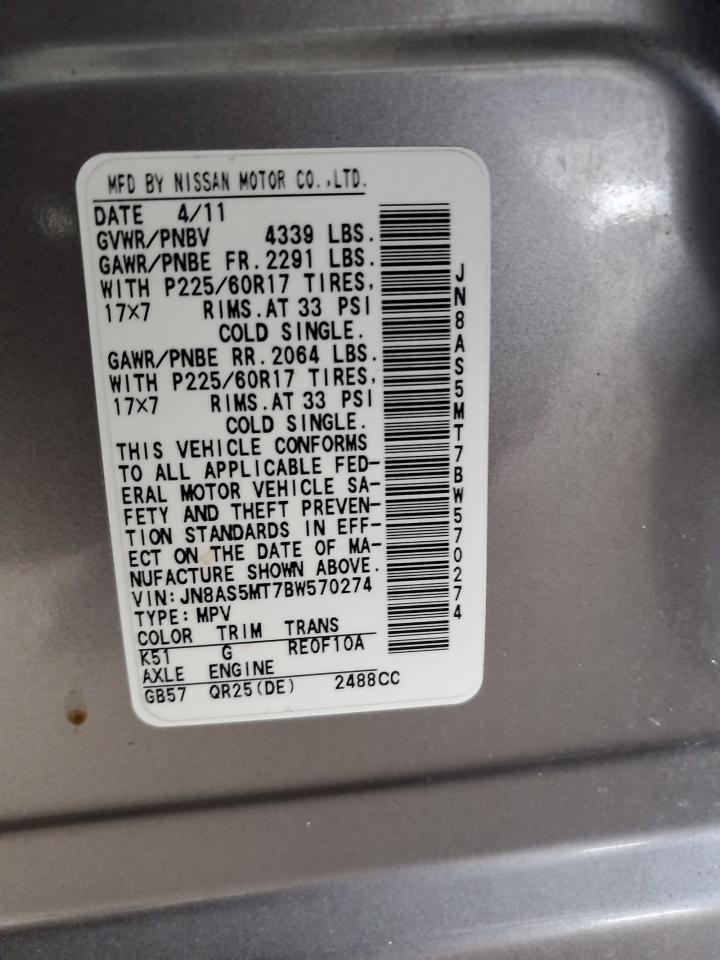 MFD BY NISSAN MOTOR CO.,LTD.
DATE 4/11
GVWR/PNBV 4339 LBS.
GAWR/PNBE FR.2291 LBS.
WITH P225/60R17 TIRES,
17×7 RIMS.AT 33 PSI
COLD SINGLE.
GAWR/PNBE RR.2064 LBS.
WITH P225/60R17 TIRES,
17×7 RIMS.AT 33 PSI
COLD SINGLE.
THIS VEHICLE CONFORMS
TO ALL APPLICABLE FED-
ERAL MOTOR VEHICLE SA-
FETY AND THEFT PREVEN-
TION STANDARDS IN EFF-
ECT ON THE DATE OF MA-
NUFACTURE SHOWN ABOVE.
VIN:JN8AS5MT7BW570274
TYPE:MPV
COLOR TRIM TRANS
K51 G RE0F10A
AXLE ENGINE
GB57 QR25(DE) 2488CC
JN8AS5MT7BW570274